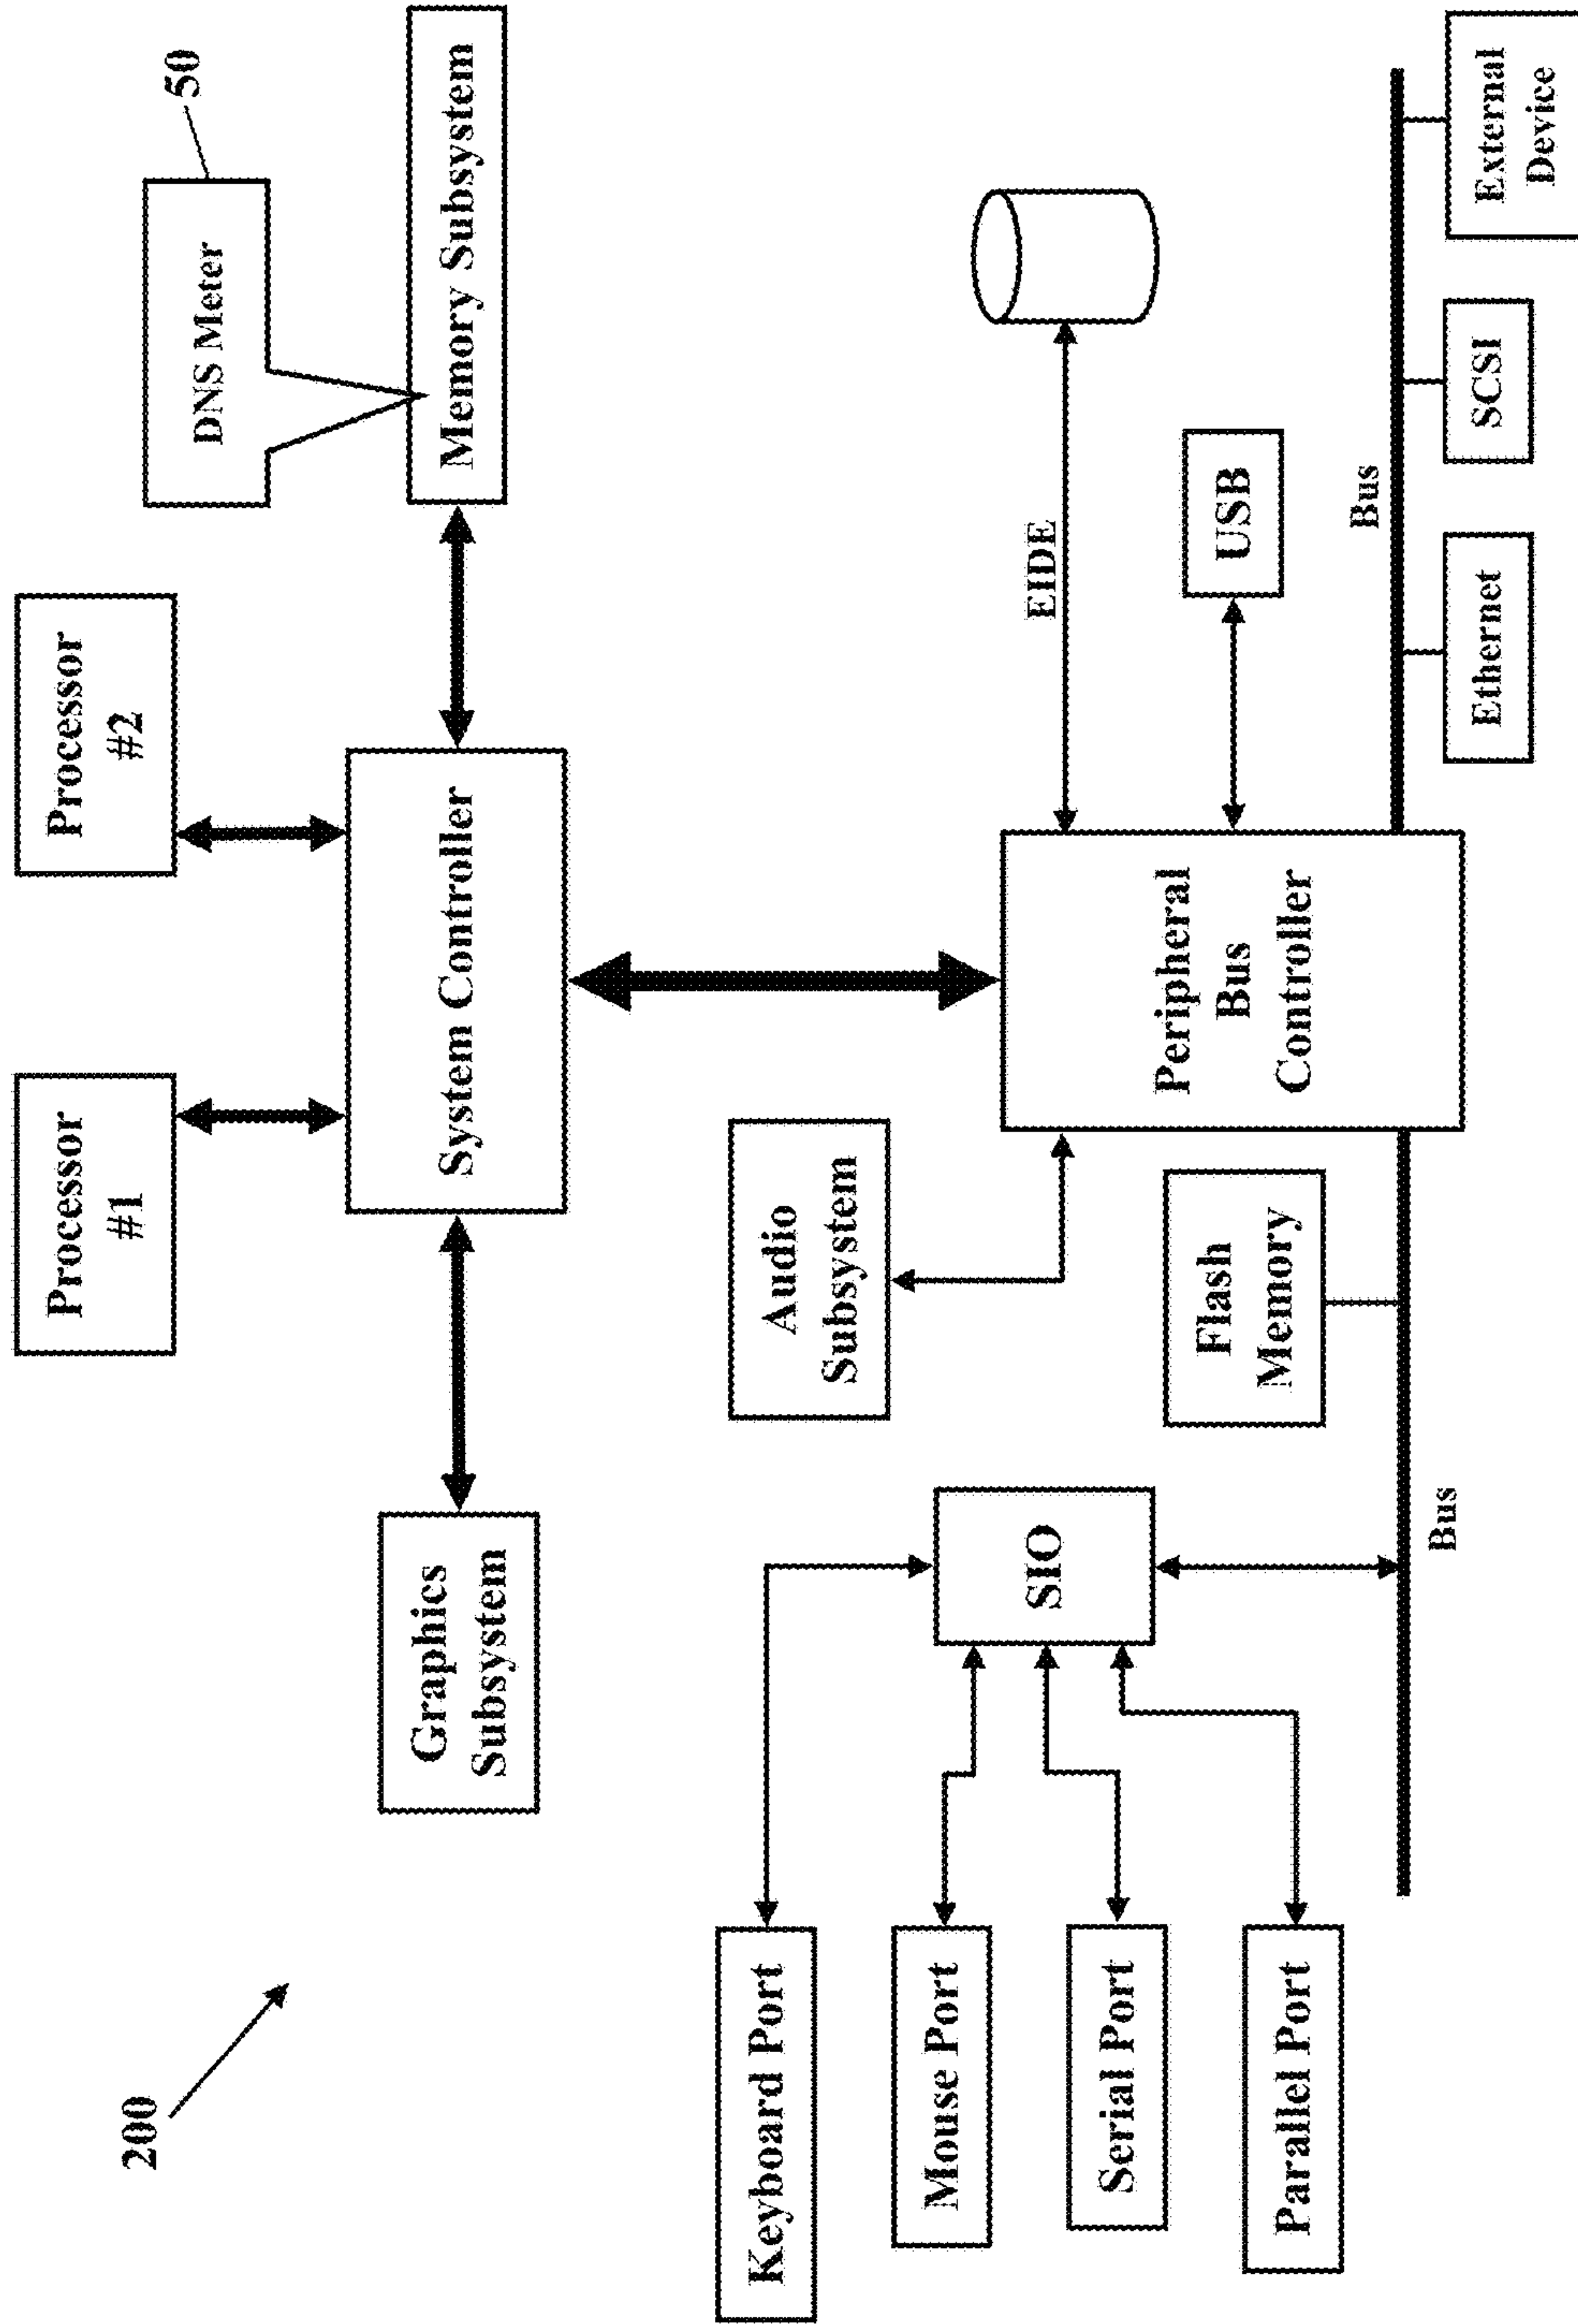 200
50
DNS Meter
Processor
#1
Processor
#2
Graphics
Subsystem
System Controller
Memory Subsystem
Keyboard Port
Mouse Port
Serial Port
Parallel Port
SIO
Audio
Subsystem
Flash
Memory
Peripheral
Bus
Controller
EIDE
USB
Bus
Bus
Ethernet
SCSI
External
Device